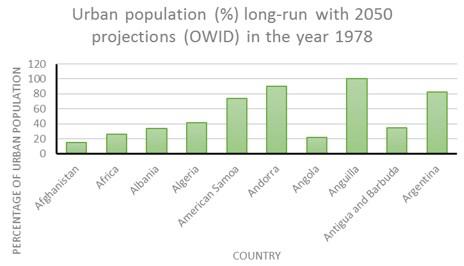 Urban population (%) long-run with 2050
projections (OWID) in the year 1978
PERCENTAGE OF URBAN POPULATION
120
100
80
60
40
20
0
Afghanistan
Africa
Albania
Algeria
American Samoa
Andorra
Angola
Anguilla
Antigua and Barbuda
Argentina
COUNTRY